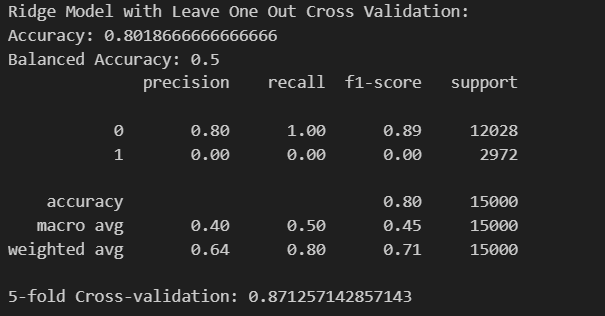 Ridge Model with Leave One Out Cross Validation:
Accuracy: 0.8018666666666666
Balanced Accuracy: 0.5
precision recall f1-score support
0 0.80 1.00 0.89 12028
1 0.00 0.00 0.00 2972
accuracy 0.80 15000
macro avg 0.40 0.50 0.45 15000
weighted avg 0.64 0.80 0.71 15000
5-fold Cross-validation: 0.871257142857143